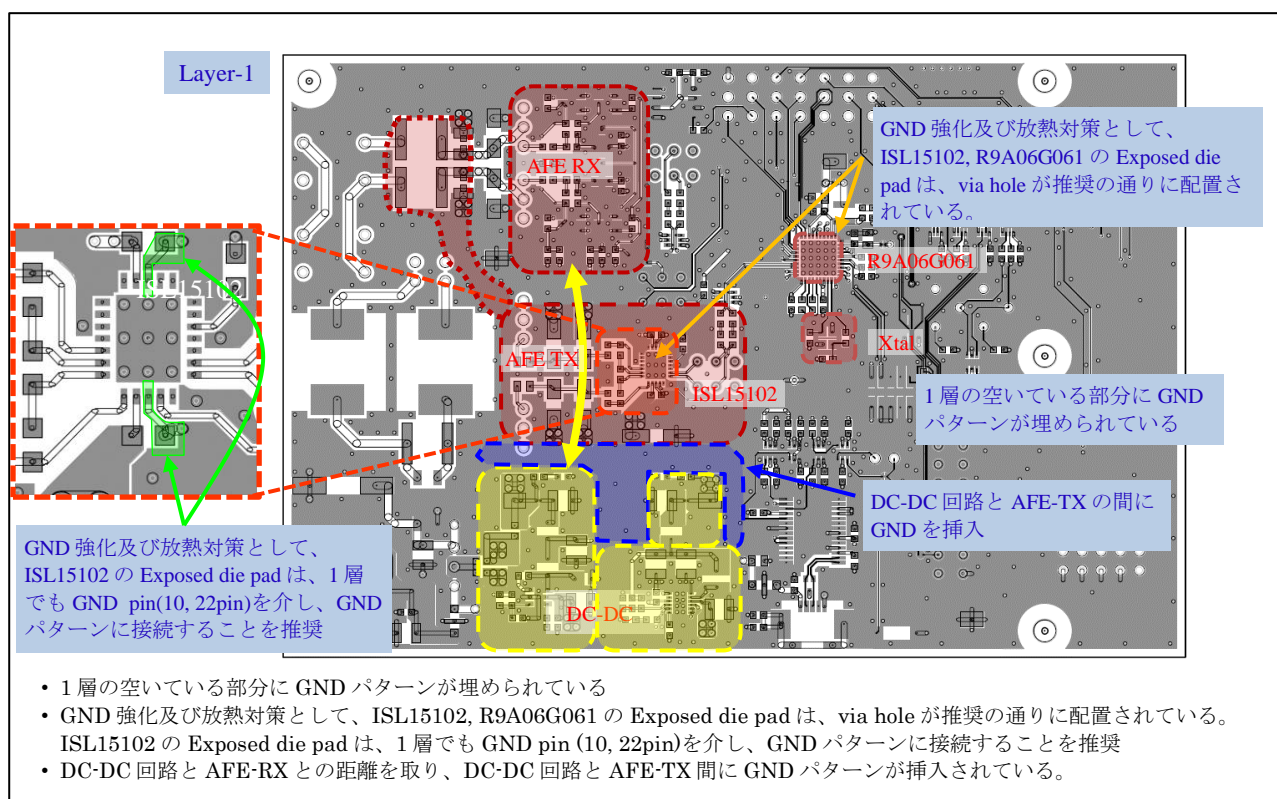 Layer-1
GND 強化及び放熱対策として、
ISL15102, R9A06G061 の Exposed die
pad は、via hole が推奨の通りに配置さ
れている。
AFE RX
R9A06G061
ISL15102
Xtal
AFE TX
ISL15102
1 層の空いている部分に GND
パターンが埋められている
DC-DC 回路と AFE-TX の間に
GND を挿入
GND 強化及び放熱対策として、
ISL15102 の Exposed die pad は、1 層
でも GND pin(10, 22pin)を介し、GND
パターンに接続することを推奨
DC-DC
• 1 層の空いている部分に GND パターンが埋められている
• GND 強化及び放熱対策として、ISL15102, R9A06G061 の Exposed die pad は、via hole が推奨の通りに配置されている。
ISL15102 の Exposed die pad は、1 層でも GND pin (10, 22pin)を介し、GND パターンに接続することを推奨
• DC-DC 回路と AFE-RX との距離を取り、DC-DC 回路と AFE-TX 間に GND パターンが挿入されている。